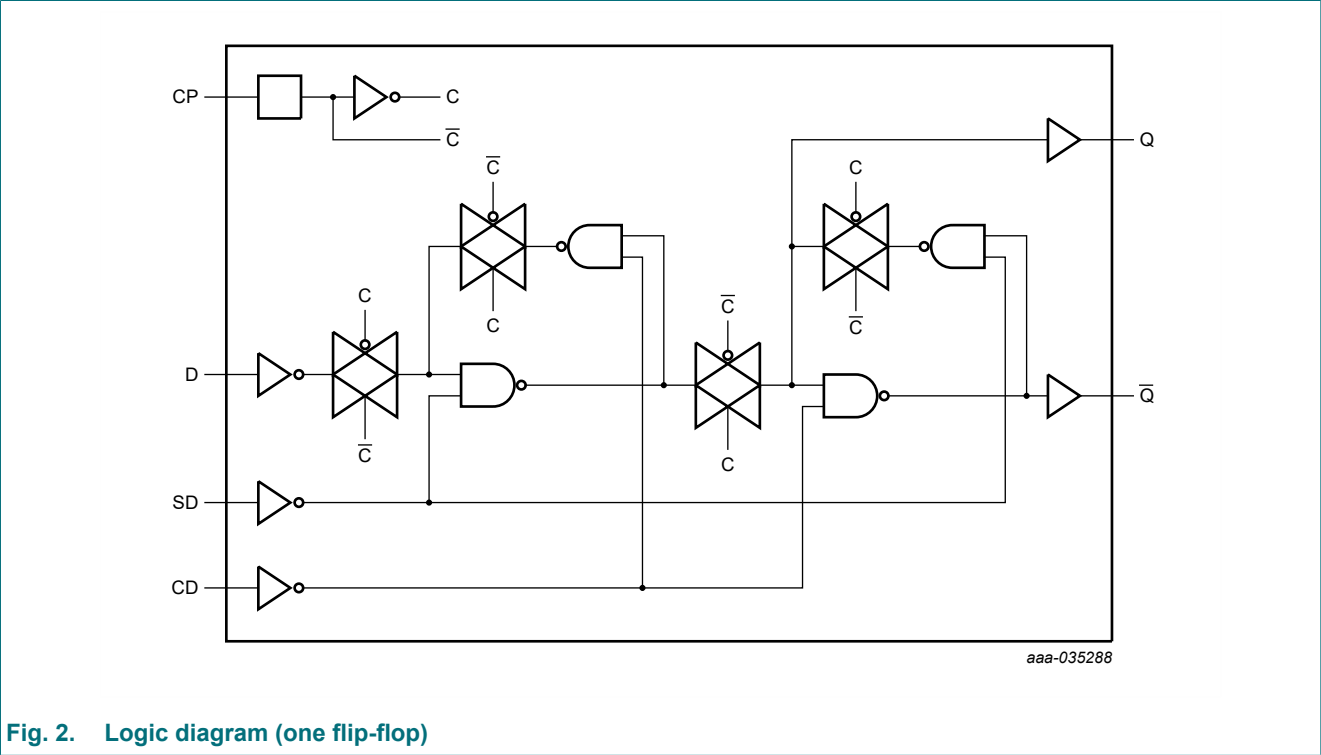 CP
C
C̅
Q
C̅
C
C
C̅
C
C̅
D
Q̅
C̅
C
SD
CD
aaa-035288
Fig. 2. Logic diagram (one flip-flop)